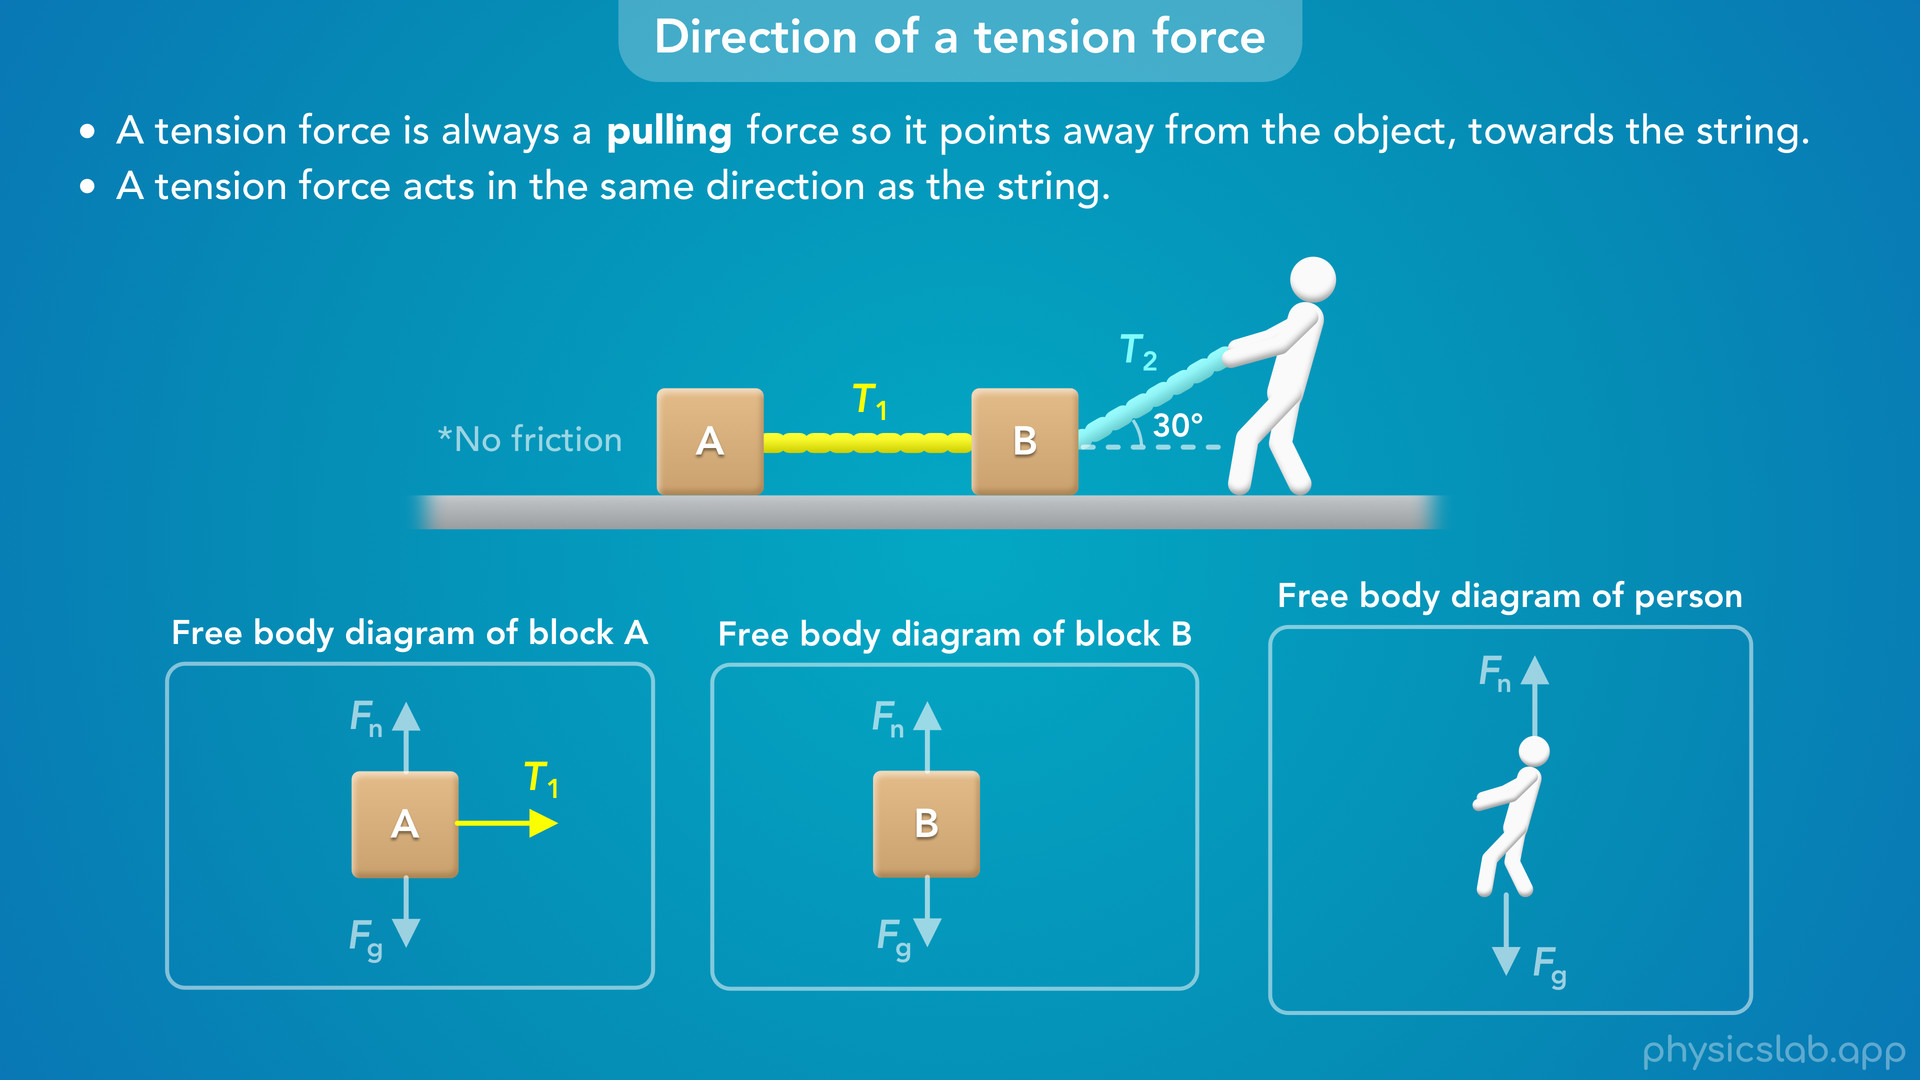 Direction of a tension force
• A tension force is always a pulling force so it points away from the object, towards the string.
• A tension force acts in the same direction as the string.
T2
T1
30°
*No friction
A
B
Free body diagram of person
Free body diagram of block A
Free body diagram of block B
Fn
T1
A
Fg
Fn
B
Fg
Fn
Fg
physicslab.app